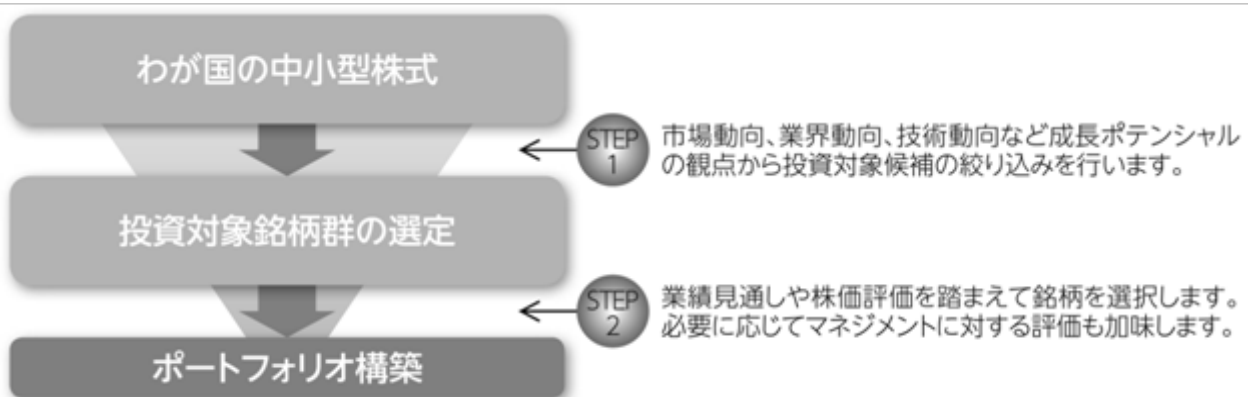 わが国の中小型株式
STEP
1
市場動向、業界動向、技術動向など成長ポテンシャル
の観点から投資対象候補の絞り込みを行います。
投資対象銘柄群の選定
STEP
2
業績見通しや株価評価を踏まえて銘柄を選択します。
必要に応じてマネジメントに対する評価も加味します。
ポートフォリオ構築